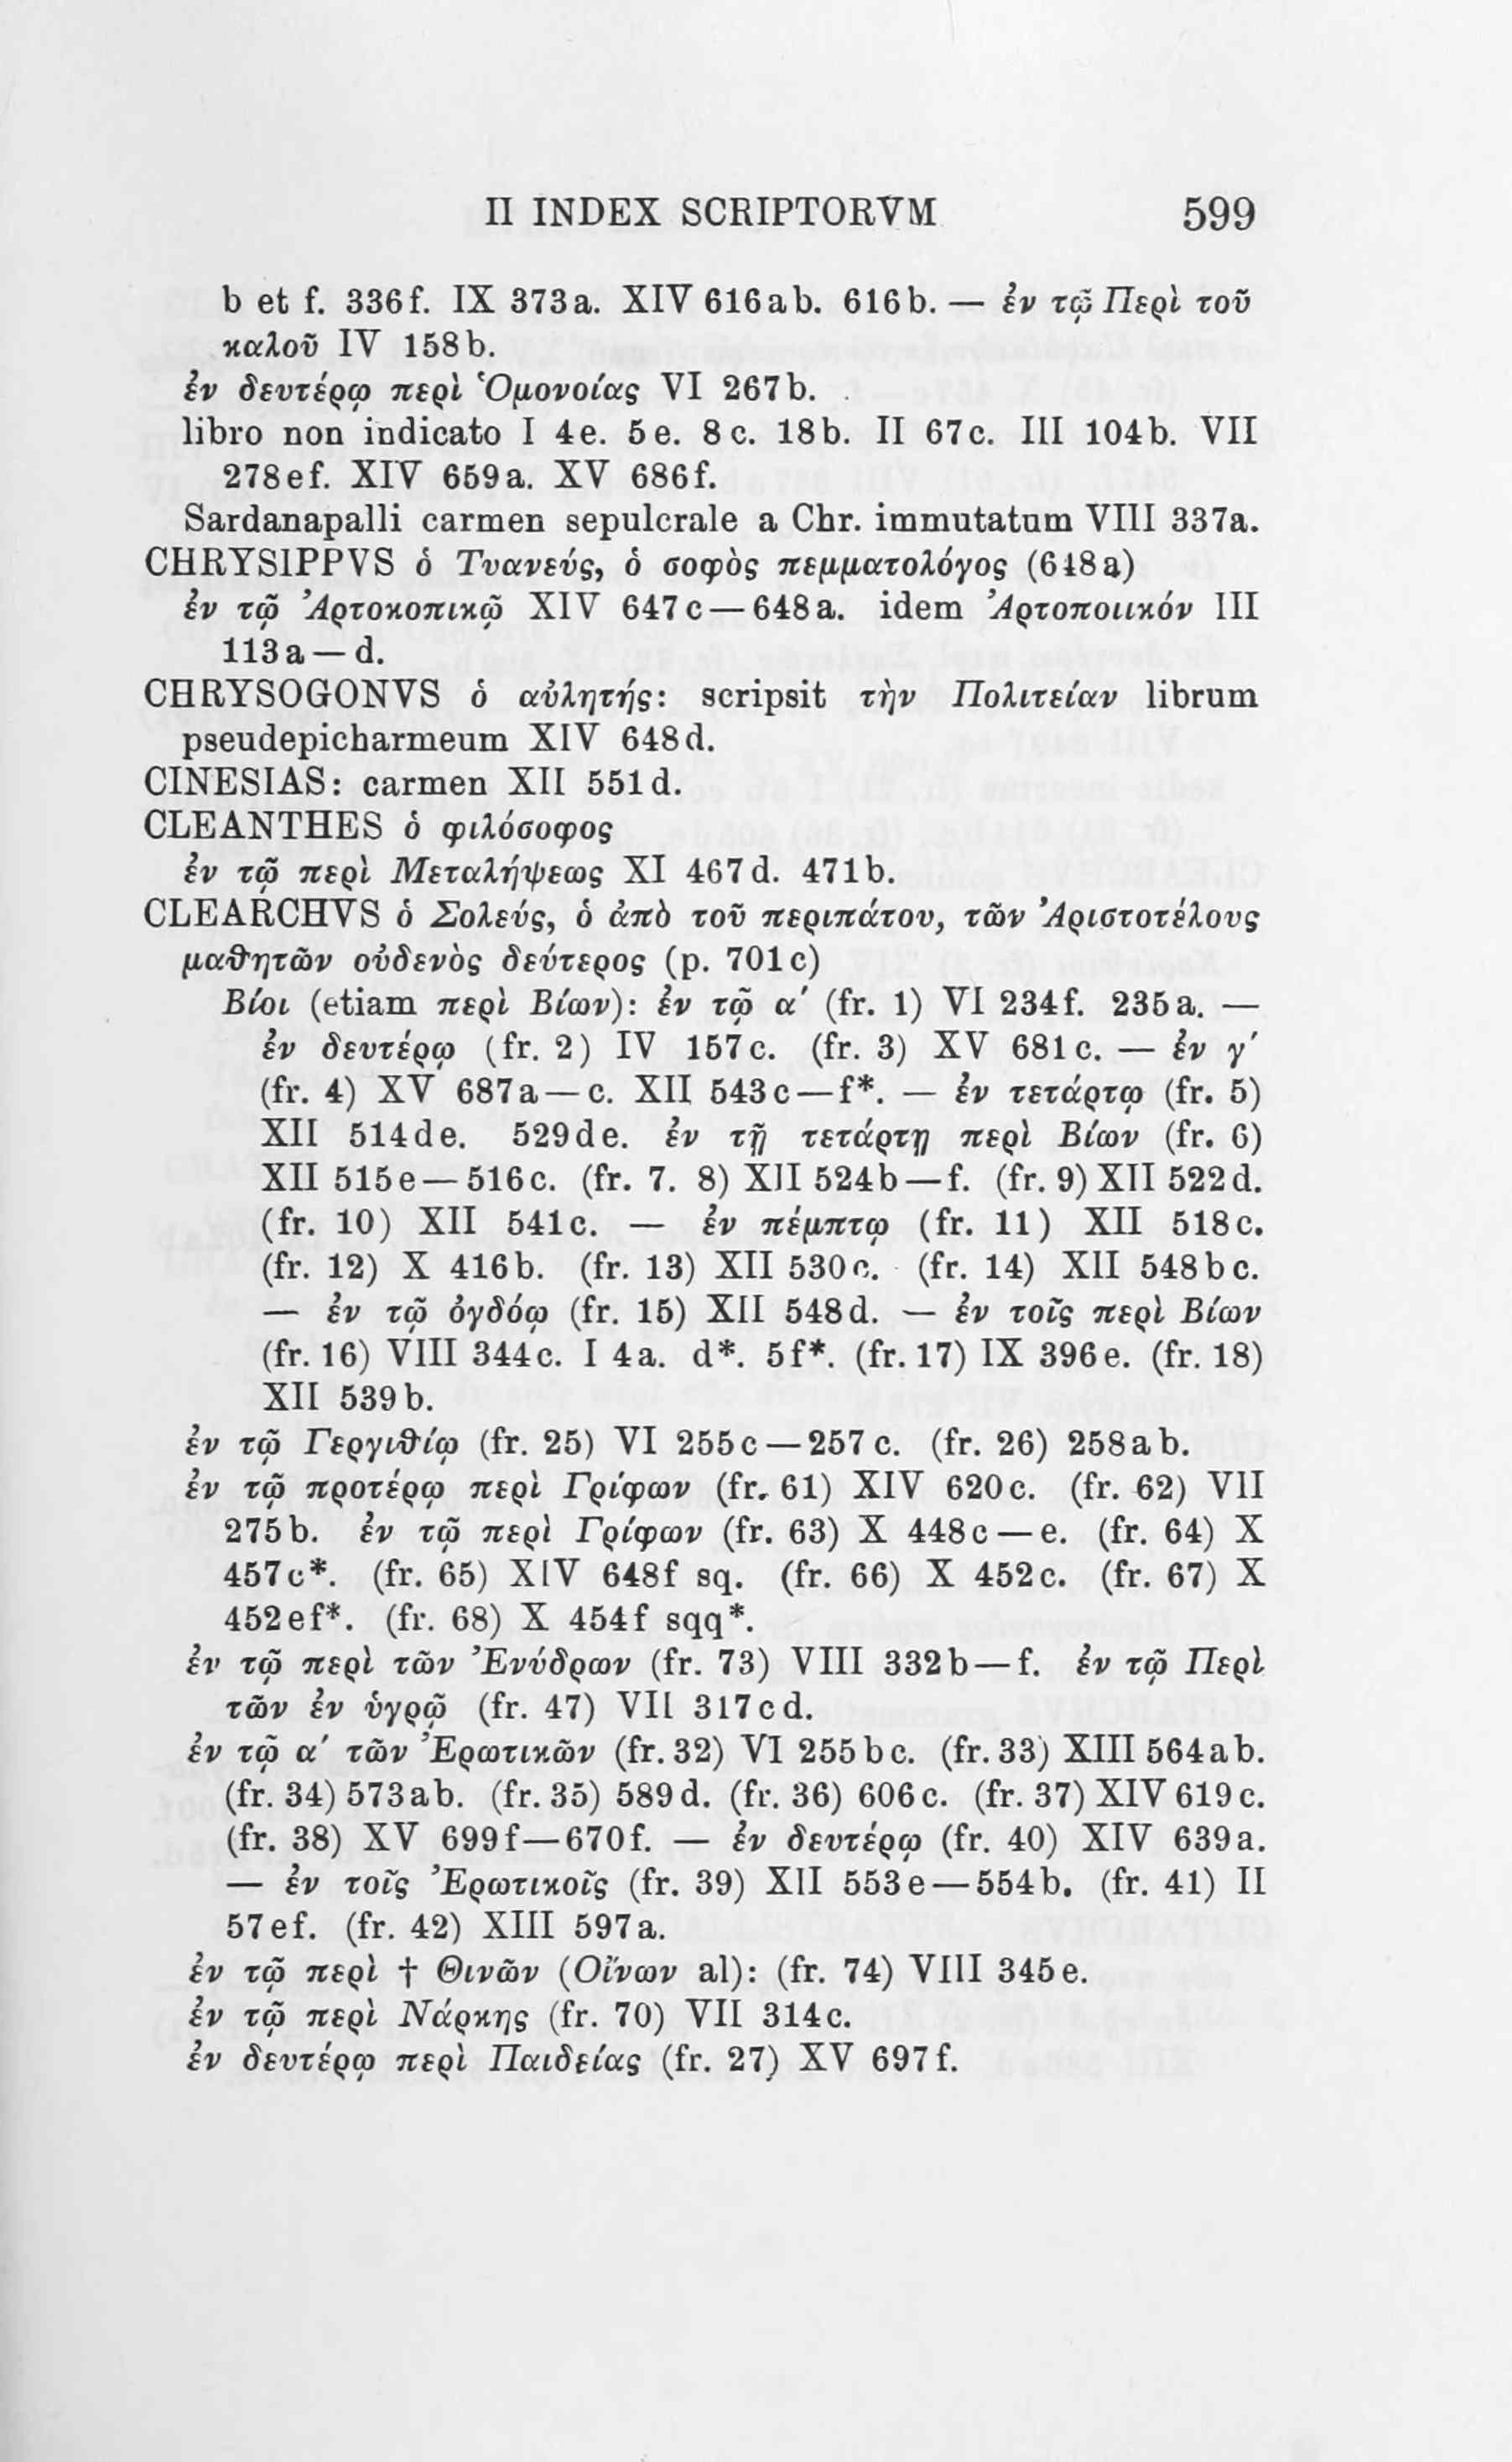 II INDEX SCRIPTORVM 599
b et f. 336f. IX 373a. XIV 616ab. 616b. — ἐν τῷ Περὶ τοῦ
καλοῦ IV 158b.
ἐν δευτέρῳ περὶ Ὁμονοίας VI 267b.
libro non indicato I 4e. 5e. 8c. 18b. II 67c. III 104b. VII
278ef. XIV 659a. XV 686f.
Sardanapalli carmen sepulcrale a Chr. immutatum VIII 337a.
CHRYSIPPVS ὁ Τυανεύς, ὁ σοφὸς πεμματολόγος (648a)
ἐν τῷ Ἀρτοκοπικῷ XIV 647c—648a. idem Ἀρτοποιικόν III
113a—d.
CHRYSOGONVS ὁ αὐλητής: scripsit τὴν Πολιτείαν librum
pseudepicharmeum XIV 648d.
CINESIAS: carmen XII 551d.
CLEANTHES ὁ φιλόσοφος
ἐν τῷ περὶ Μεταλήψεως XI 467d. 471b.
CLEARCHVS ὁ Σολεύς, ὁ ἀπὸ τοῦ περιπάτου, τῶν Ἀριστοτέλους
μαθητῶν οὐδενὸς δεύτερος (p. 701c)
Βίοι (etiam περὶ Βίων): ἐν τῷ α′ (fr. 1) VI 234f. 235a. —
ἐν δευτέρῳ (fr. 2) IV 157c. (fr. 3) XV 681c. — ἐν γ′
(fr. 4) XV 687a—c. XII 543c—f*. — ἐν τετάρτῳ (fr. 5)
XII 514de. 529de. ἐν τῇ τετάρτῃ περὶ Βίων (fr. 6)
XII 515e—516c. (fr. 7. 8) XII 524b—f. (fr. 9) XII 522d.
(fr. 10) XII 541c. — ἐν πέμπτῳ (fr. 11) XII 518c.
(fr. 12) X 416b. (fr. 13) XII 530c. (fr. 14) XII 548bc.
— ἐν τῷ ὀγδόῳ (fr. 15) XII 548d. — ἐν τοῖς περὶ Βίων
(fr. 16) VIII 344c. I 4a. d*. 5f*. (fr. 17) IX 396e. (fr. 18)
XII 539b.
ἐν τῷ Γεργιθίῳ (fr. 25) VI 255c—257c. (fr. 26) 258ab.
ἐν τῷ προτέρῳ περὶ Γρίφων (fr. 61) XIV 620c. (fr. 62) VII
275b. ἐν τῷ περὶ Γρίφων (fr. 63) X 448c—e. (fr. 64) X
457c*. (fr. 65) XIV 648f sq. (fr. 66) X 452c. (fr. 67) X
452ef*. (fr. 68) X 454f sqq*.
ἐν τῷ περὶ τῶν Ἐνύδρων (fr. 73) VIII 332b—f. ἐν τῷ Περὶ
τῶν ἐν ὑγρῷ (fr. 47) VII 317cd.
ἐν τῷ α′ τῶν Ἐρωτικῶν (fr. 32) VI 255bc. (fr. 33) XIII 564ab.
(fr. 34) 573ab. (fr. 35) 589d. (fr. 36) 606c. (fr. 37) XIV 619c.
(fr. 38) XV 699f—670f. — ἐν δευτέρῳ (fr. 40) XIV 639a.
— ἐν τοῖς Ἐρωτικοῖς (fr. 39) XII 553e—554b. (fr. 41) II
57ef. (fr. 42) XIII 597a.
ἐν τῷ περὶ † Θινῶν (Οἴνων al): (fr. 74) VIII 345e.
ἐν τῷ περὶ Νάρκης (fr. 70) VII 314c.
ἐν δευτέρῳ περὶ Παιδείας (fr. 27) XV 697f.